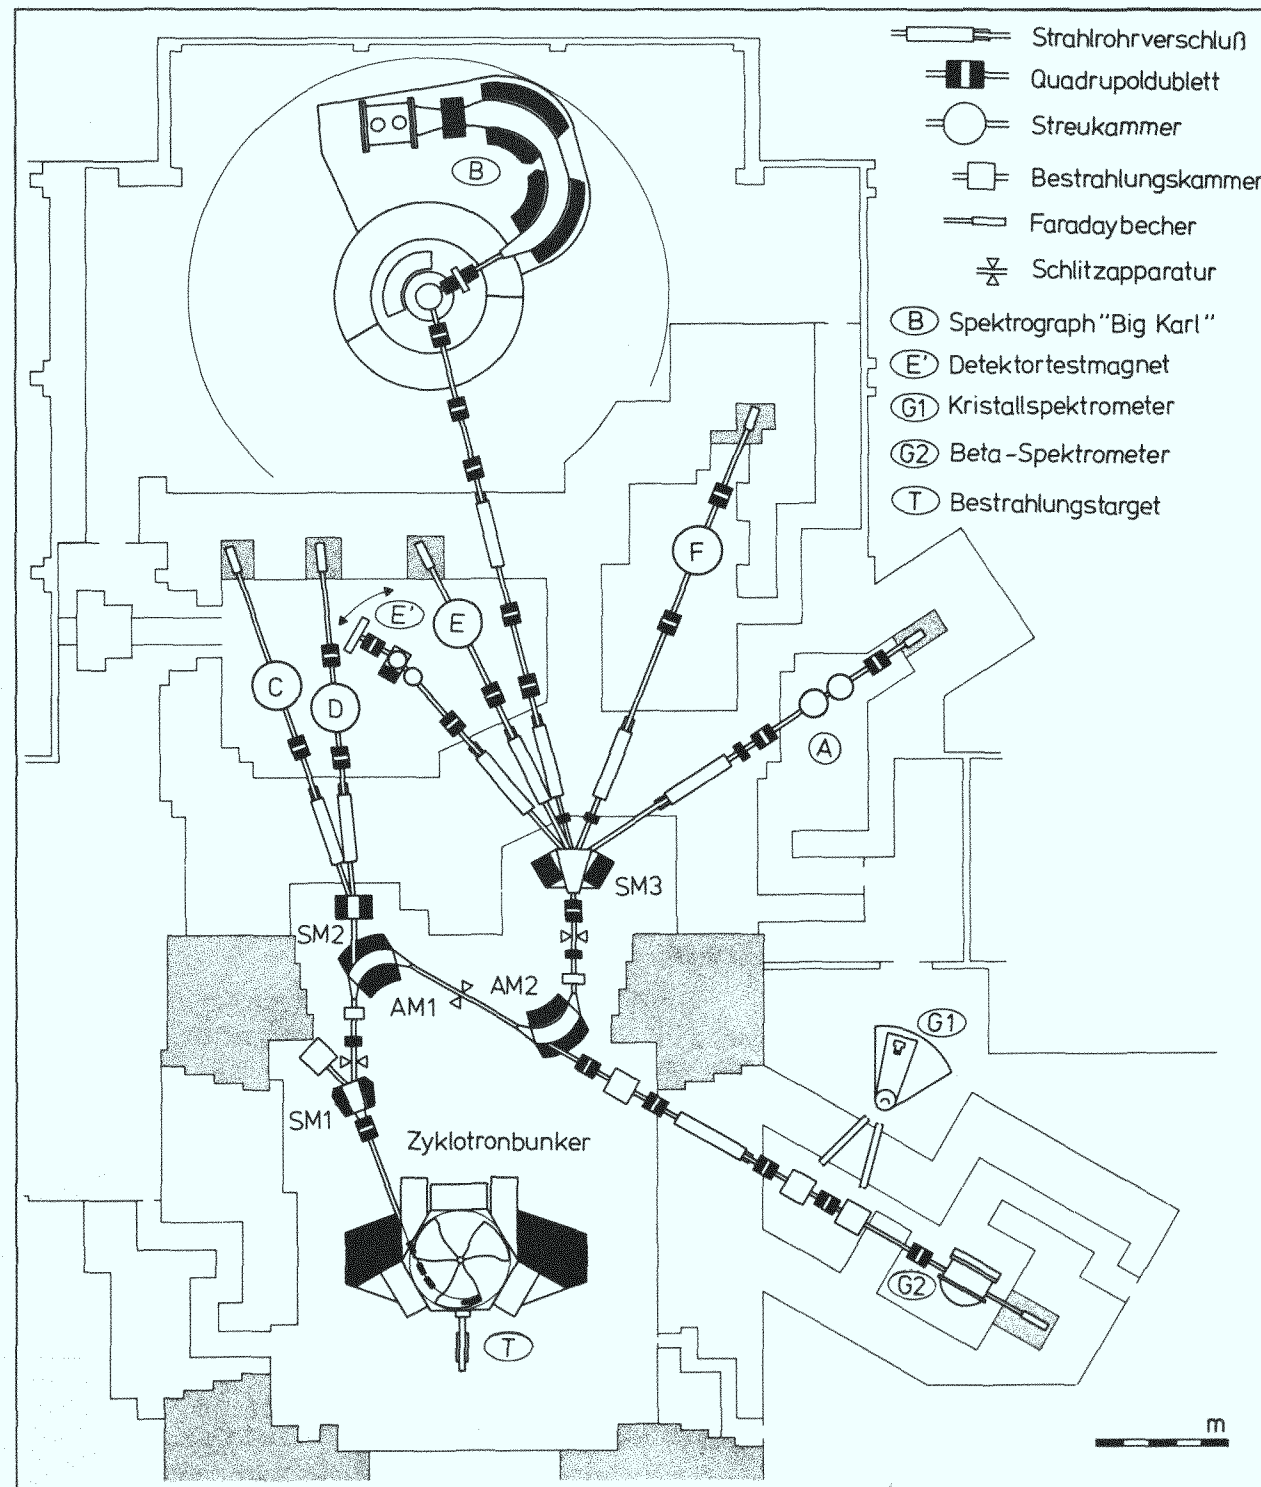 Strahlrohrverschluß
Quadrupoldublett
Streukammer
Bestrahlungskammer
Faradaybecher
Schlitzapparatur
B Spektrograph "Big Karl"
E' Detektortestmagnet
G1 Kristallspektrometer
G2 Beta-Spektrometer
T Bestrahlungstarget
B
F
E'
E
C
D
A
SM3
SM2
AM2
AM1
G1
SM1
Zyklotronbunker
G2
T
m